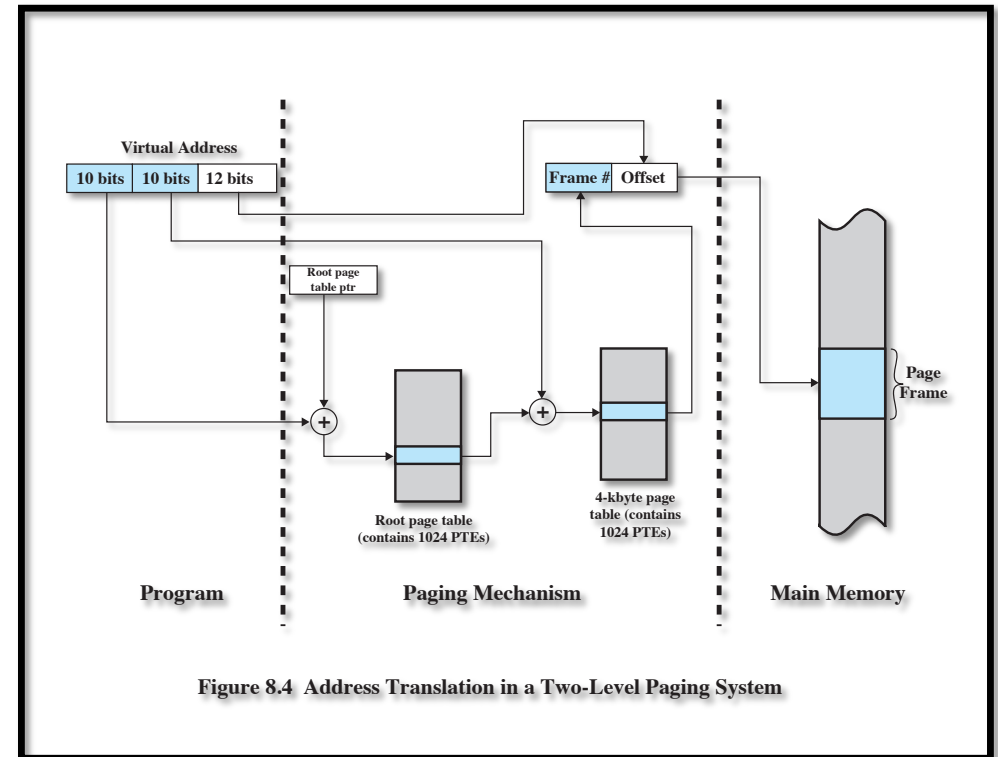 Virtual Address
10 bits 10 bits 12 bits
Frame # Offset
Root page
table ptr
+
+
Page
Frame
Root page table
(contains 1024 PTEs)
4-kbyte page
table (contains
1024 PTEs)
Program
Paging Mechanism
Main Memory
Figure 8.4 Address Translation in a Two-Level Paging System